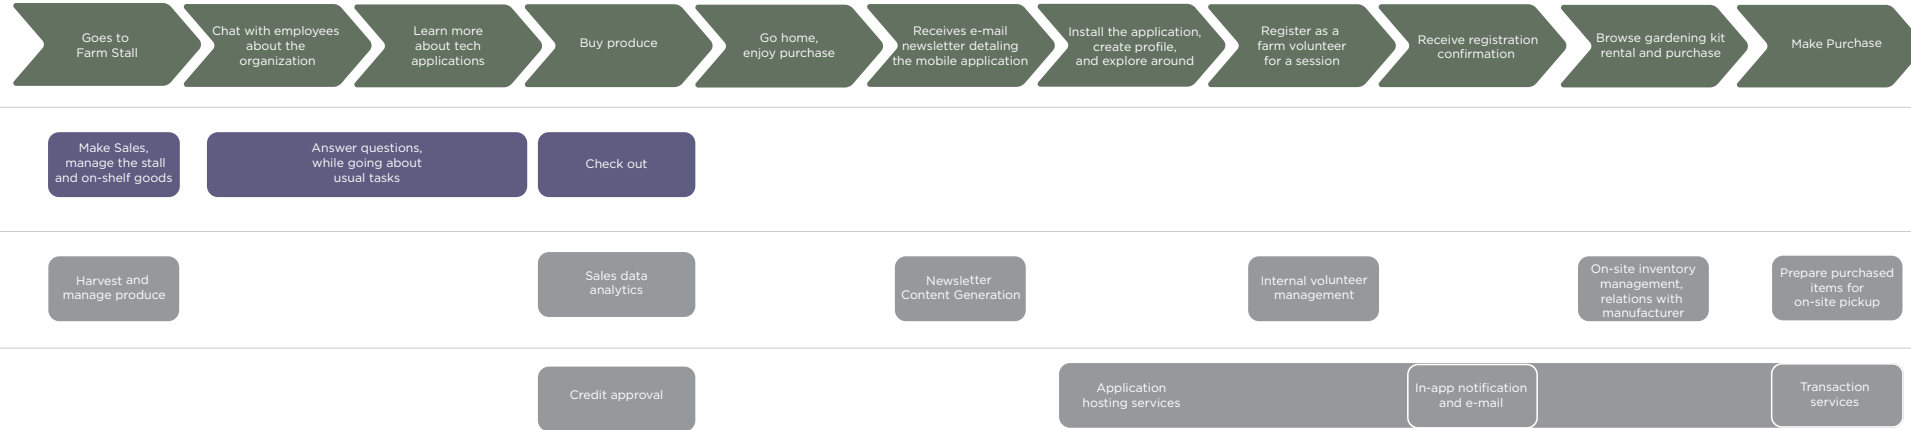 Goes to
Farm Stall
Chat with employees
about the
organization
Learn more
about tech
applications
Buy produce
Go home,
enjoy purchase
Receives e-mail
newsletter detaling
the mobile application
Install the application,
create profile,
and explore around
Register as a
farm volunteer
for a session
Receive registration
confirmation
Browse gardening kit
rental and purchase
Make Purchase
Make Sales,
manage the stall
and on-shelf goods
Answer questions,
while going about
usual tasks
Check out
Harvest and
manage produce
Sales data
analytics
Newsletter
Content Generation
Internal volunteer
management
On-site inventory
management,
relations with
manufacturer
Prepare purchased
items for
on-site pickup
Credit approval
Application
hosting services
In-app notification
and e-mail
Transaction
services